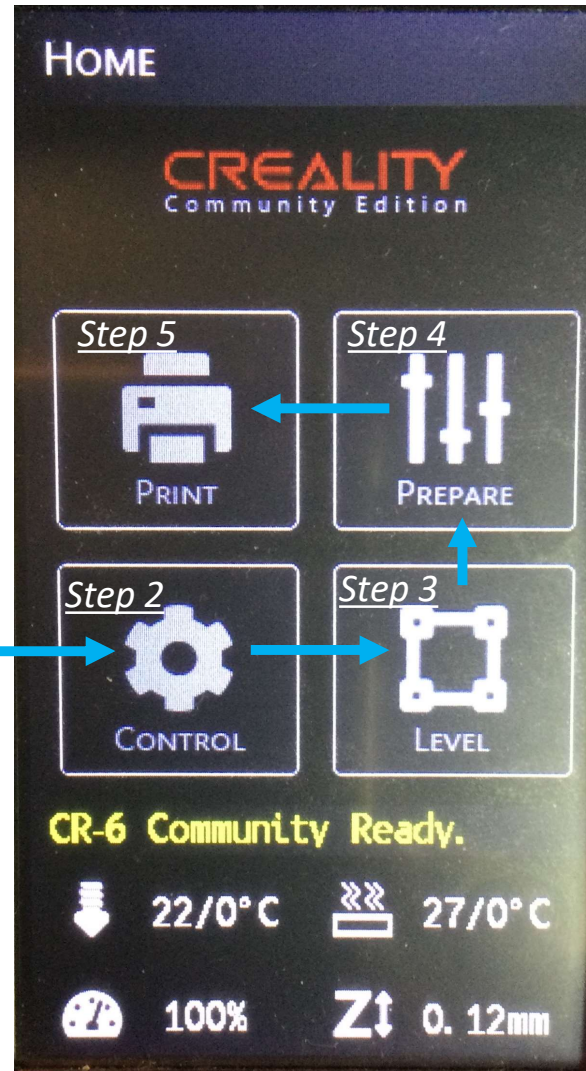 HOME
CREALITY
Community Edition
Step 5
Step 4
PRINT
PREPARE
Step 2
Step 3
CONTROL
LEVEL
CR-6 Community Ready.
22/0°C
27/0°C
100%
Z 0.12mm